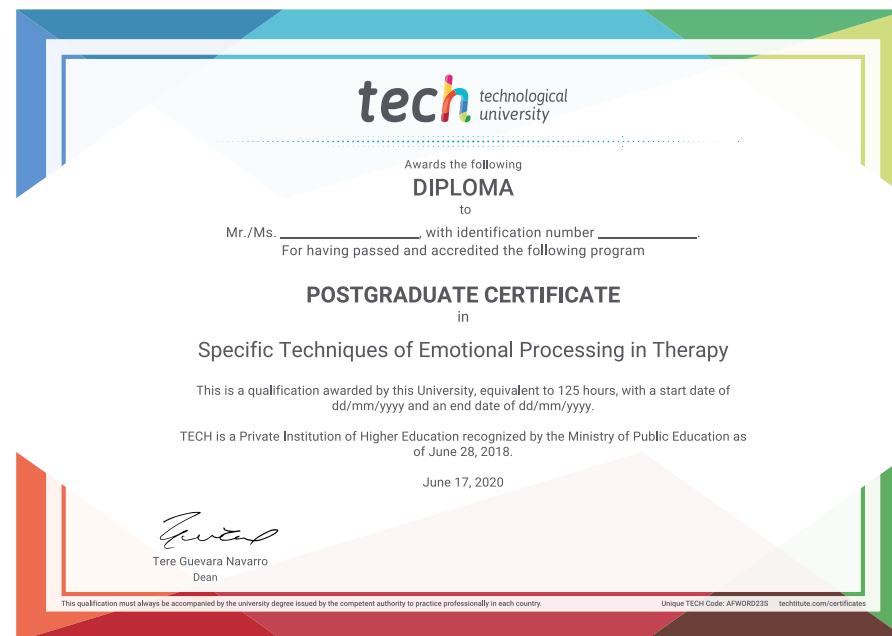 tech technological
university
Awards the following
DIPLOMA
to
Mr./Ms. ____________________, with identification number ______________.
For having passed and accredited the following program
POSTGRADUATE CERTIFICATE
in
Specific Techniques of Emotional Processing in Therapy
This is a qualification awarded by this University, equivalent to 125 hours, with a start date of
dd/mm/yyyy and an end date of dd/mm/yyyy.
TECH is a Private Institution of Higher Education recognized by the Ministry of Public Education as
of June 28, 2018.
June 17, 2020
Tere Guevara Navarro
Dean
This qualification must always be accompanied by the university degree issued by the competent authority to practice professionally in each country. Unique TECH Code: AFWORD23S techtitute.com/certificates